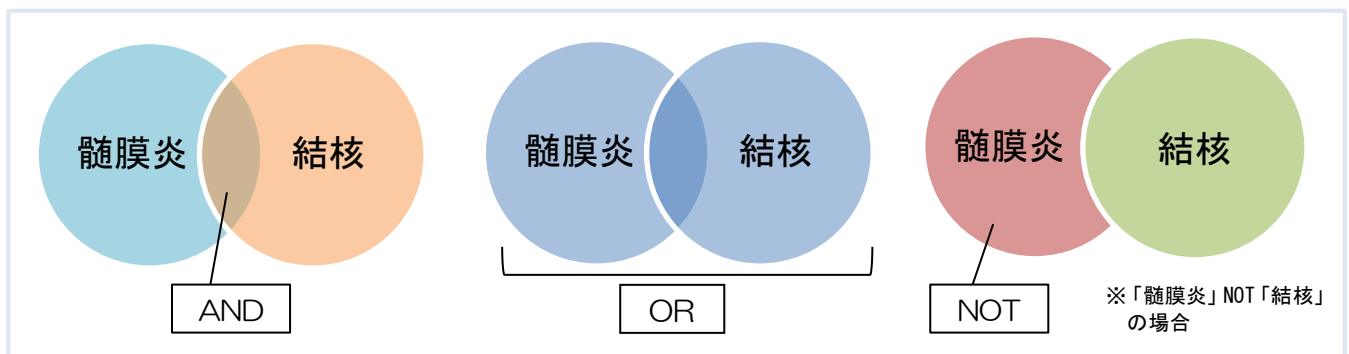 髄膜炎
結核
AND
髄膜炎
結核
OR
髄膜炎
結核
NOT
※「髄膜炎」NOT「結核」
の場合